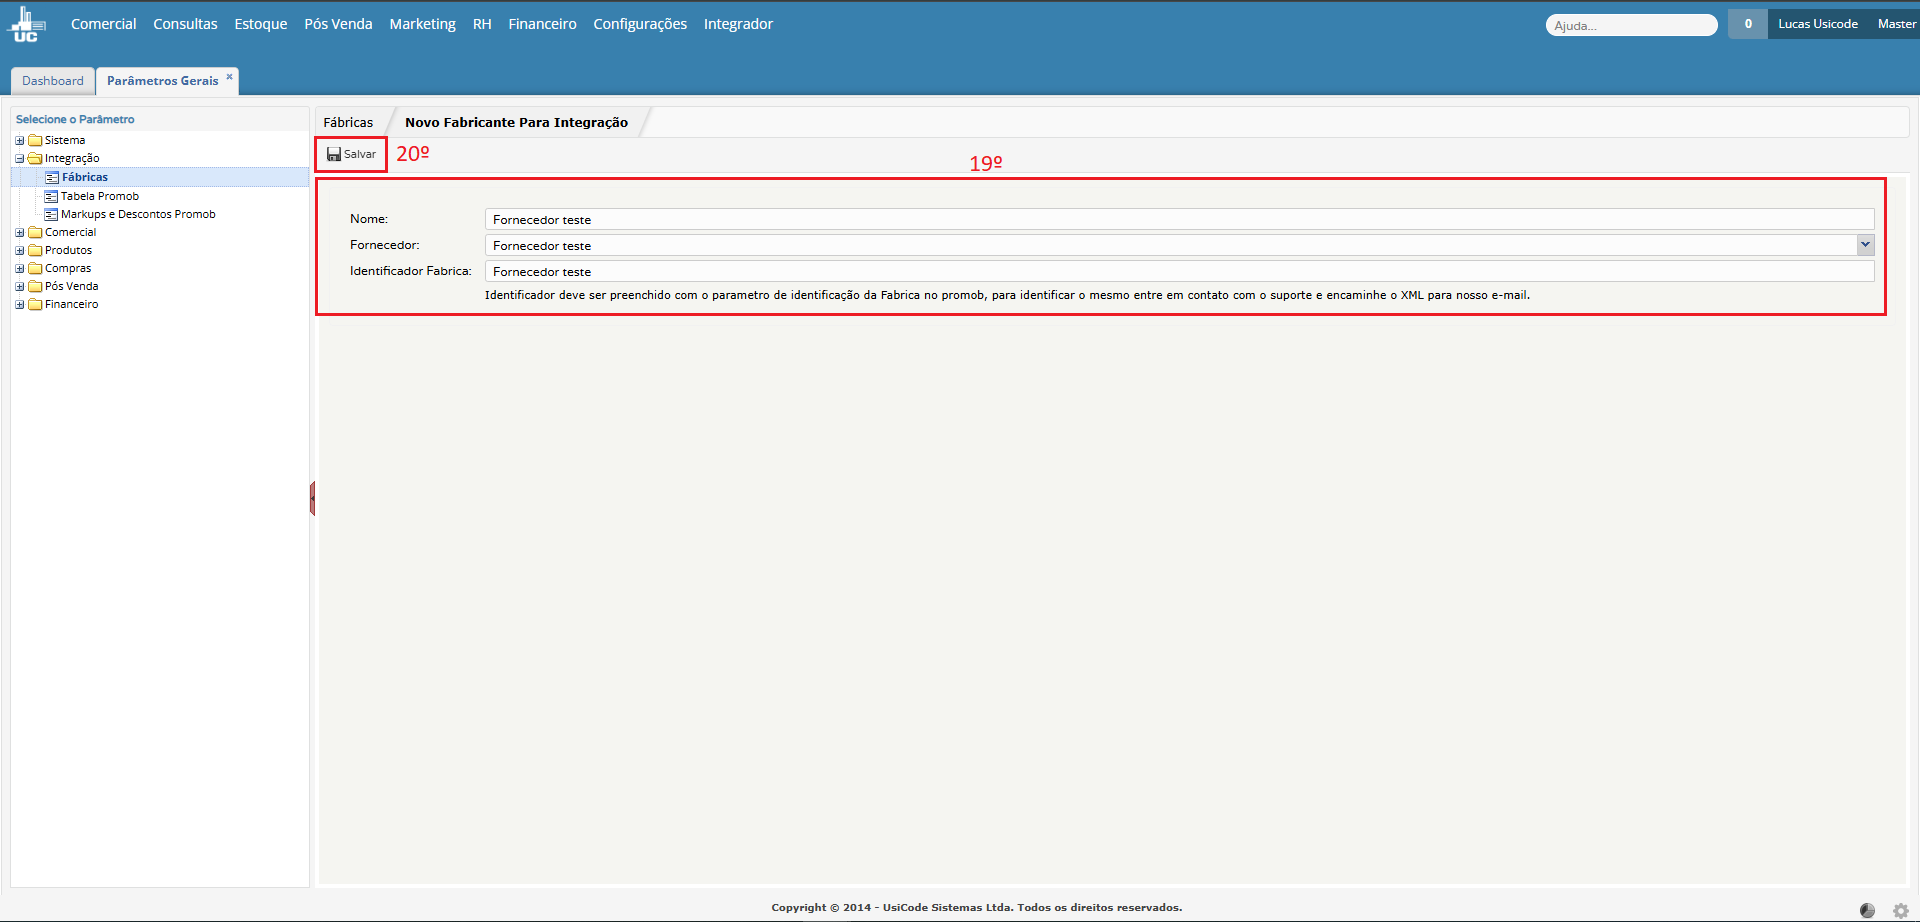 UC
Comercial Consultas Estoque Pós Venda Marketing RH Financeiro Configurações Integrador
Ajuda...
0
Lucas Usicode
Master
Dashboard
Parâmetros Gerais
Selecione o Parâmetro
Sistema
Integração
Fábricas
Tabela Promob
Markups e Descontos Promob
Comercial
Produtos
Compras
Pós Venda
Financeiro
Fábricas
Novo Fabricante Para Integração
Salvar
20º
19º
Nome: Fornecedor teste
Fornecedor: Fornecedor teste
Identificador Fabrica: Fornecedor teste
Identificador deve ser preenchido com o parametro de identificação da Fabrica no promob, para identificar o mesmo entre em contato com o suporte e encaminhe o XML para nosso e-mail.
Copyright © 2014 - UsiCode Sistemas Ltda. Todos os direitos reservados.